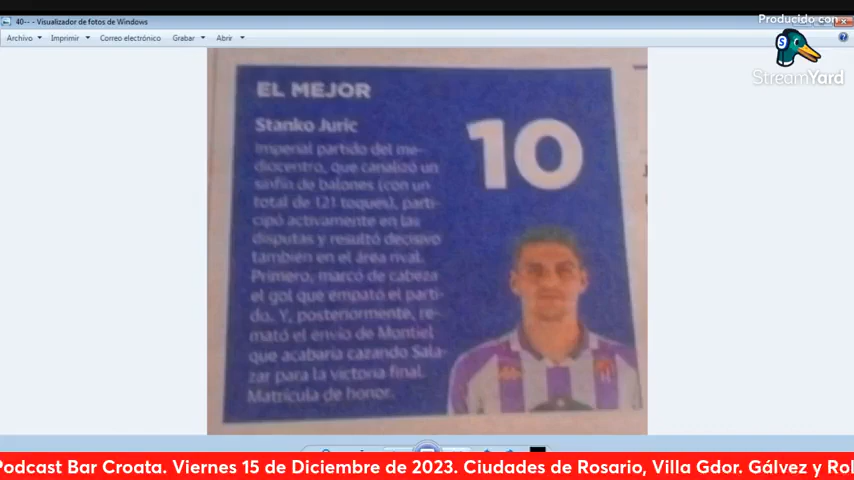 40-- - Visualizador de fotos de Windows
Producido con
Archivo Imprimir Correo electrónico Grabar Abrir
StreamYard
EL MEJOR
10
Stanko Juric
Imperial partido del me-
diocentro, que canalizó un
sinfín de balones (con un
total de 121 toques), parti-
cipó activamente en las
disputas y resultó decisivo
también en el área rival.
Primero, marcó de cabeza
el gol que empató el parti-
do. Y, posteriormente, re-
mató el envío de Montiel
que acabaría cazando Sala-
zar para la victoria final.
Matrícula de honor.
Podcast Bar Croata. Viernes 15 de Diciembre de 2023. Ciudades de Rosario, Villa Gdor. Gálvez y Rol